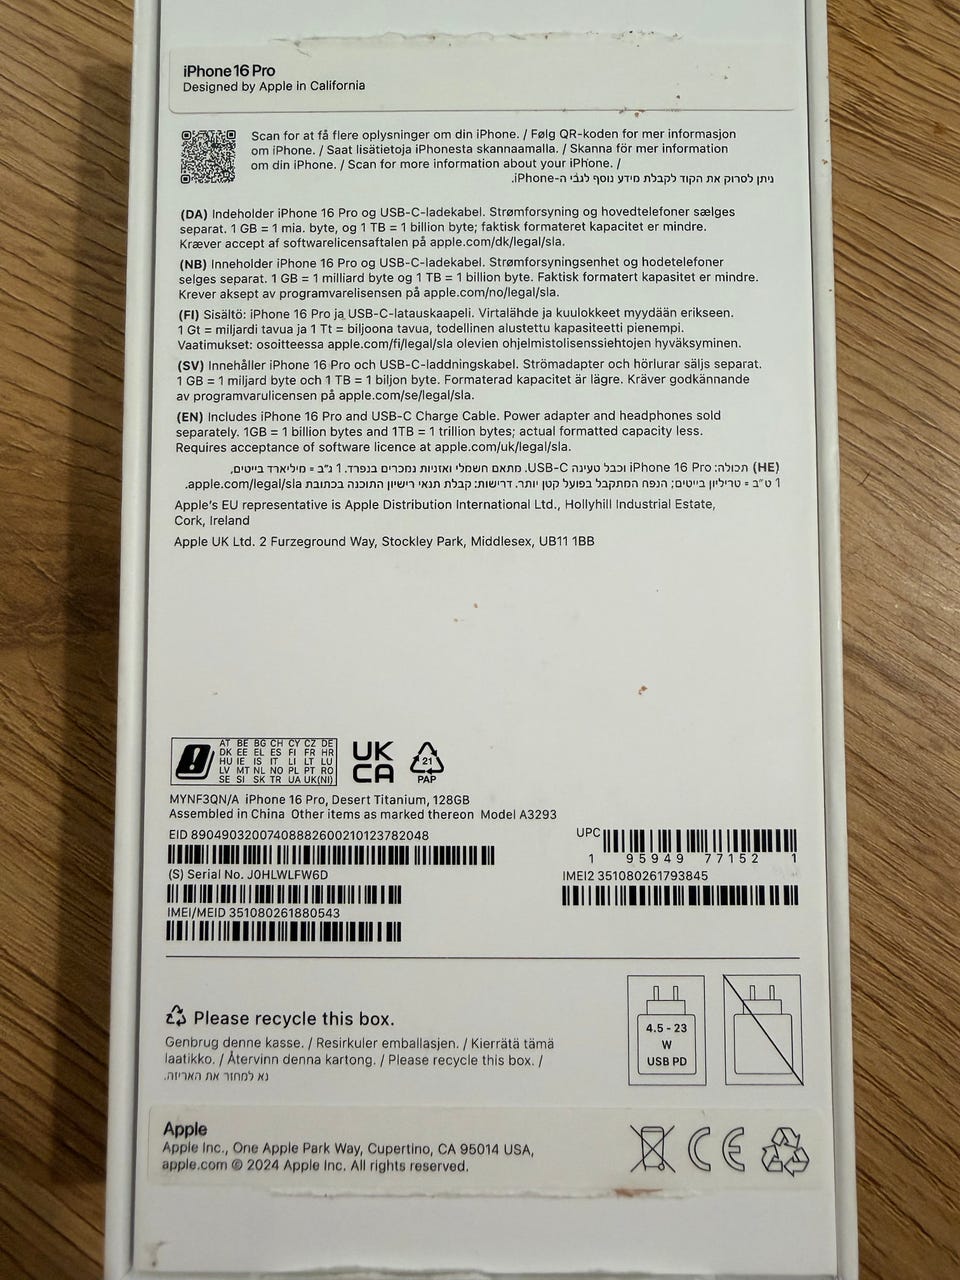 iPhone 16 Pro
Designed by Apple in California
Scan for at få flere oplysninger om din iPhone. / Følg QR-koden for mer informasjon
om iPhone. / Saat lisätietoja iPhonesta skannaamalla. / Skanna för mer information
om din iPhone. / Scan for more information about your iPhone. /
ניתן לסרוק את הקוד לקבלת מידע נוסף לגבי ה-iPhone.
(DA) Indeholder iPhone 16 Pro og USB-C-ladekabel. Strømforsyning og hovedtelefoner sælges
separat. 1 GB = 1 mia. byte, og 1 TB = 1 billion byte; faktisk formateret kapacitet er mindre.
Kræver accept af softwarelicensaftalen på apple.com/dk/legal/sla.
(NB) Inneholder iPhone 16 Pro og USB-C-ladekabel. Strømforsyningsenhet og hodetelefoner
selges separat. 1 GB = 1 milliard byte og 1 TB = 1 billion byte. Faktisk formatert kapasitet er mindre.
Krever aksept av programvarelisensen på apple.com/no/legal/sla.
(FI) Sisältö: iPhone 16 Pro ja USB-C-latauskaapeli. Virtalähde ja kuulokkeet myydään erikseen.
1 Gt = miljardi tavua ja 1 Tt = biljoona tavua, todellinen alustettu kapasiteetti pienempi.
Vaatimukset: osoitteessa apple.com/fi/legal/sla olevien ohjelmistolisenssiehtojen hyväksyminen.
(SV) Innehåller iPhone 16 Pro och USB-C-laddningskabel. Strömadapter och hörlurar säljs separat.
1 GB = 1 miljard byte och 1 TB = 1 biljon byte. Formaterad kapacitet är lägre. Kräver godkännande
av programvarulicensen på apple.com/se/legal/sla.
(EN) Includes iPhone 16 Pro and USB-C Charge Cable. Power adapter and headphones sold
separately. 1GB = 1 billion bytes and 1TB = 1 trillion bytes; actual formatted capacity less.
Requires acceptance of software licence at apple.com/uk/legal/sla.
(HE) תכולה: iPhone 16 Pro וכבל טעינה USB-C. מתאם חשמלי ואזניות נמכרים בנפרד. 1 ג״ב = מיליארד בייטים,
1 ט״ב = טריליון בייטים; הנפח המתקבל בפועל קטן יותר. דרישות: קבלת תנאי רישיון התוכנה בכתובת apple.com/legal/sla.
Apple's EU representative is Apple Distribution International Ltd., Hollyhill Industrial Estate,
Cork, Ireland
Apple UK Ltd. 2 Furzeground Way, Stockley Park, Middlesex, UB11 1BB
AT BE BG CH CY CZ DE
DK EE EL ES FI FR HR
HU IE IS IT LI LT LU
LV MT NL NO PL PT RO
SE SI SK TR UA UK(NI)
UK
CA
21
PAP
MYNF3QN/A iPhone 16 Pro, Desert Titanium, 128GB
Assembled in China Other items as marked thereon Model A3293
EID 89049032007408882600210123782048
UPC
1 95949 77152 1
(S) Serial No. J0HLWLFW6D
IMEI2 351080261793845
IMEI/MEID 351080261880543
Please recycle this box.
Genbrug denne kasse. / Resirkuler emballasjen. / Kierrätä tämä
laatikko. / Återvinn denna kartong. / Please recycle this box. /
נא למחזר את האריזה.
4.5 - 23
W
USB PD
Apple
Apple Inc., One Apple Park Way, Cupertino, CA 95014 USA,
apple.com © 2024 Apple Inc. All rights reserved.
CE